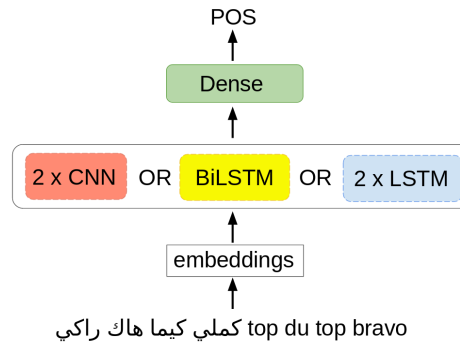 POS
Dense
2 x CNN OR BiLSTM OR 2 x LSTM
embeddings
كملي كيما هاك راكي top du top bravo